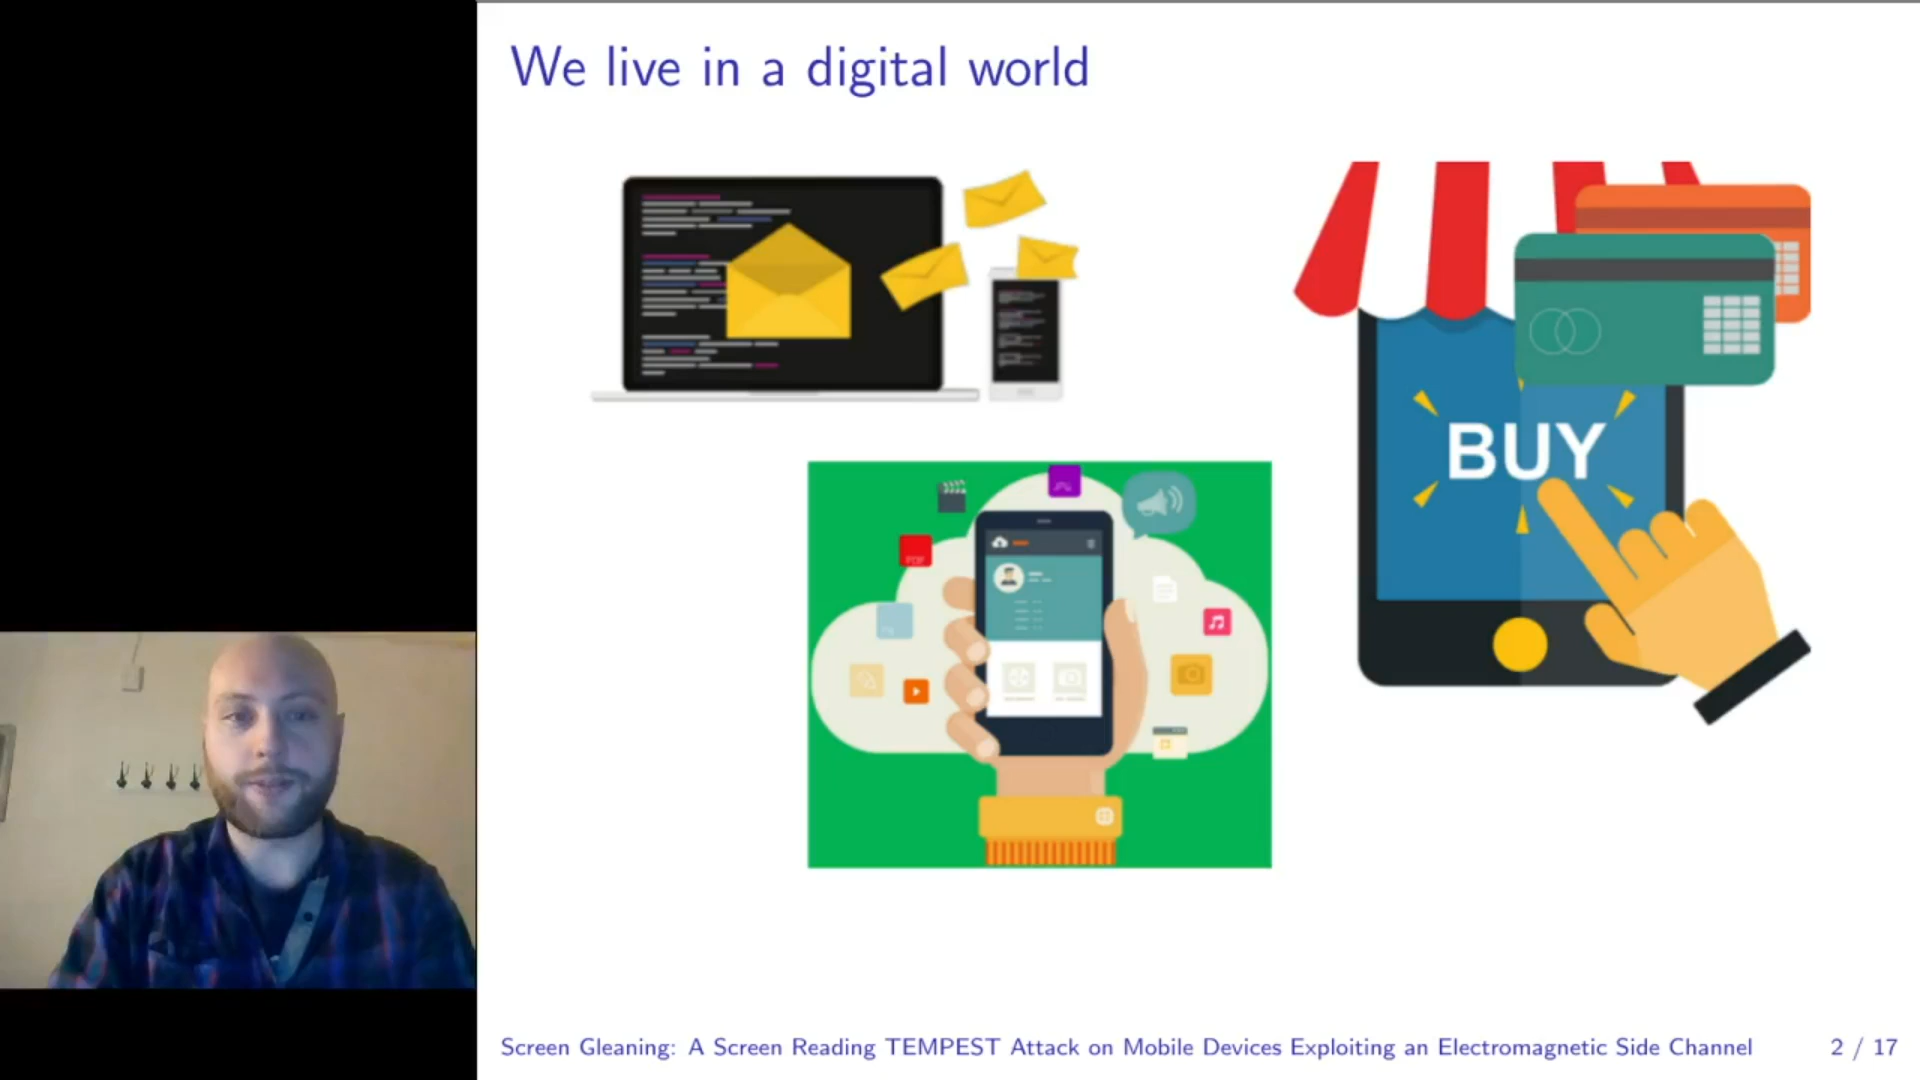 We live in a digital world
BUY
PDF
Screen Gleaning: A Screen Reading TEMPEST Attack on Mobile Devices Exploiting an Electromagnetic Side Channel
2 / 17